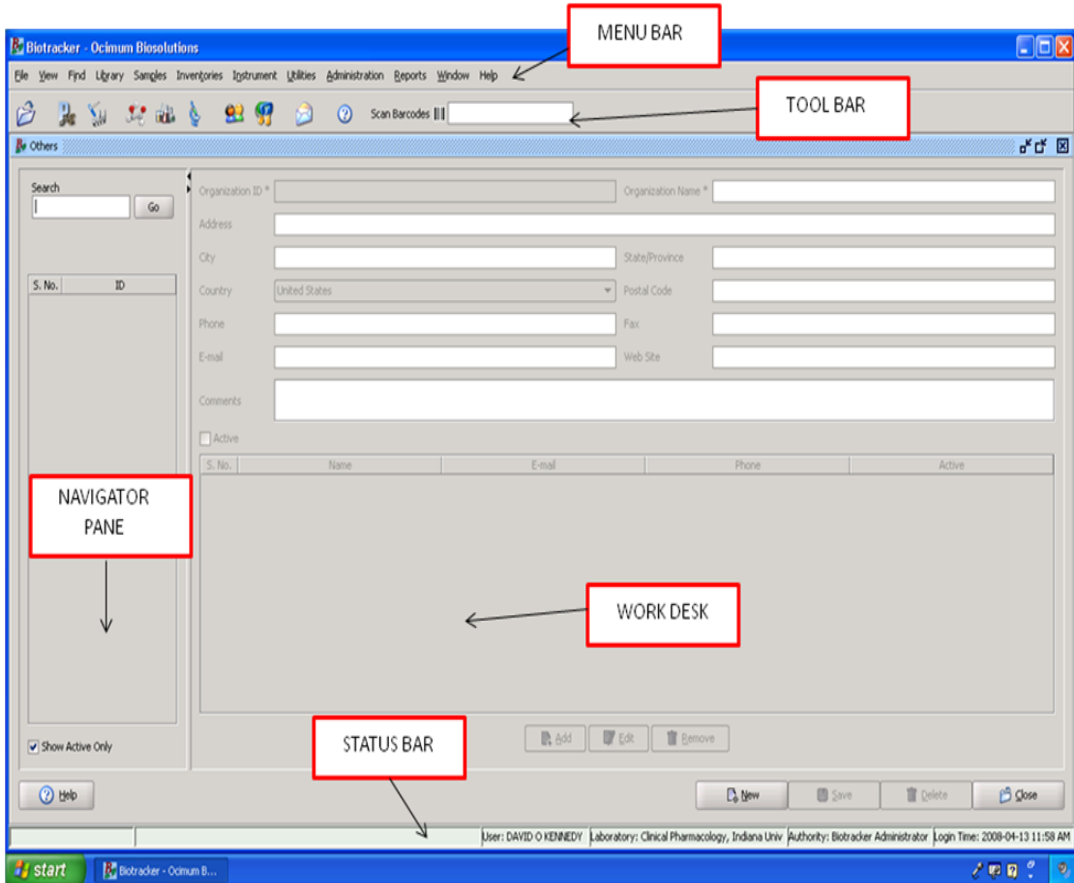 MENU BAR
Biotracker - Ocimum Biosolutions
File View Find Library Samples Inventories Instrument Utilities Administration Reports Window Help
TOOL BAR
Scan Barcodes
Others
Search
Go
Organization ID * Organization Name *
Address
City State/Province
S. No. ID
Country United States Postal Code
Phone Fax
E-mail Web Site
Comments
Active
S. No. Name E-mail Phone Active
NAVIGATOR
PANE
WORK DESK
STATUS BAR
Add Edit Remove
Show Active Only
Help New Save Delete Close
User: DAVID O KENNEDY Laboratory: Clinical Pharmacology, Indiana Univ Authority: Biotracker Administrator Login Time: 2008-04-13 11:58 AM
start Biotracker - Ocimum B...